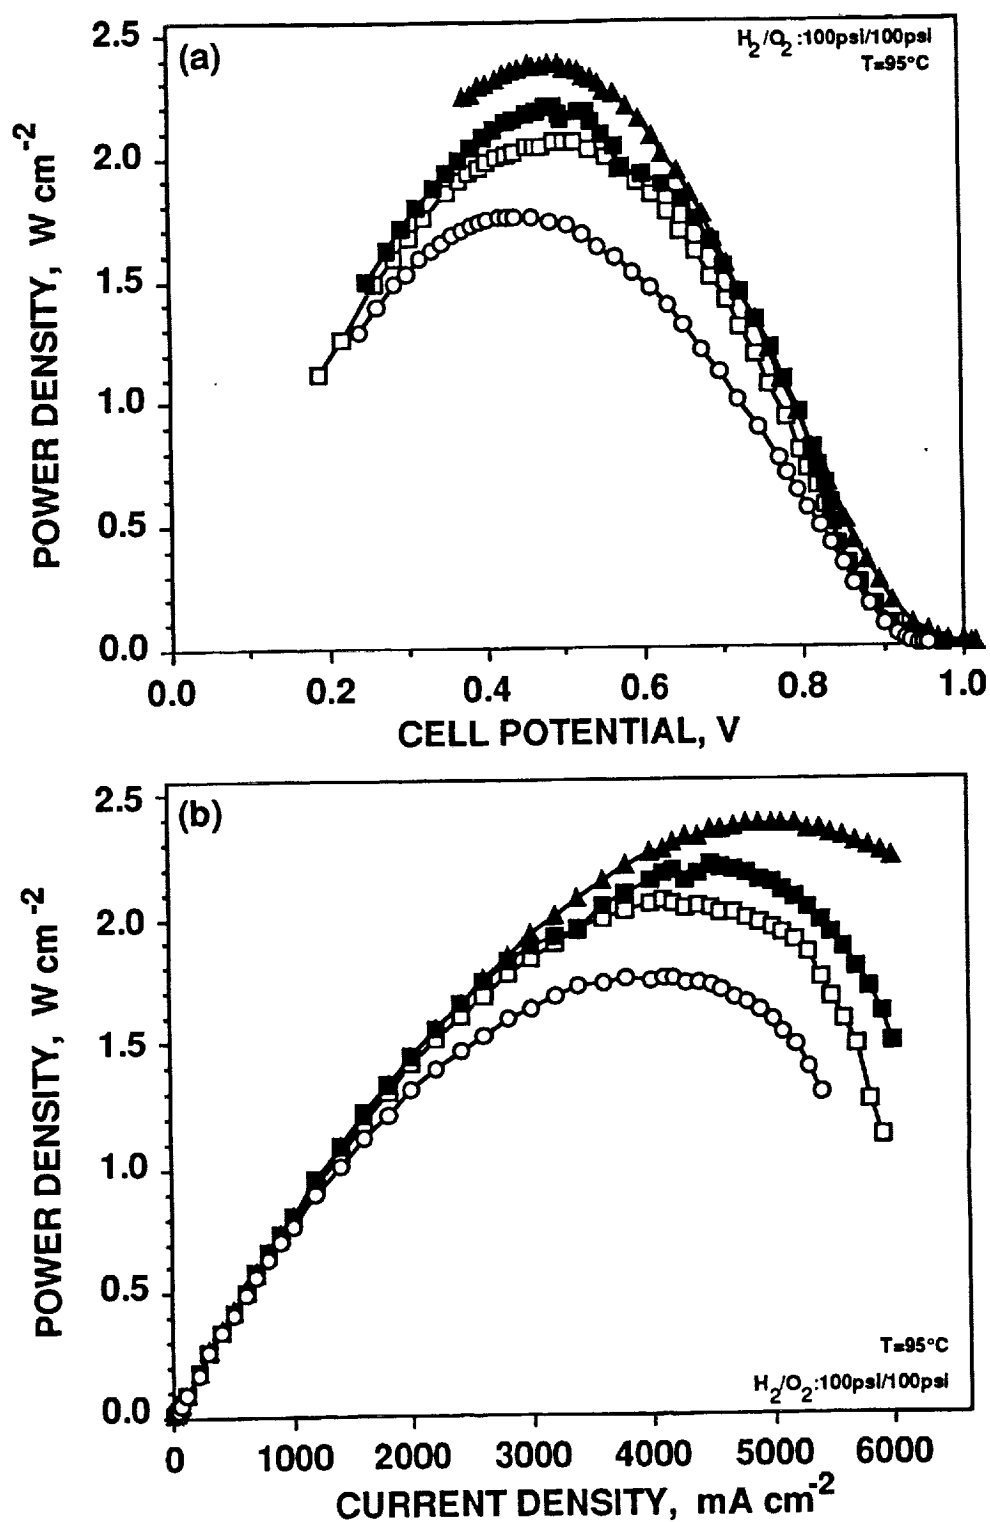 (a)
H2/O2 :100psi/100psi
T=95°C
2.5
2.0
1.5
1.0
0.5
0.0
POWER DENSITY, W cm-2
0.0 0.2 0.4 0.6 0.8 1.0
CELL POTENTIAL, V
(b)
2.5
2.0
1.5
1.0
0.5
0.0
POWER DENSITY, W cm-2
T=95°C
H2/O2:100psi/100psi
0 1000 2000 3000 4000 5000 6000
CURRENT DENSITY, mA cm-2